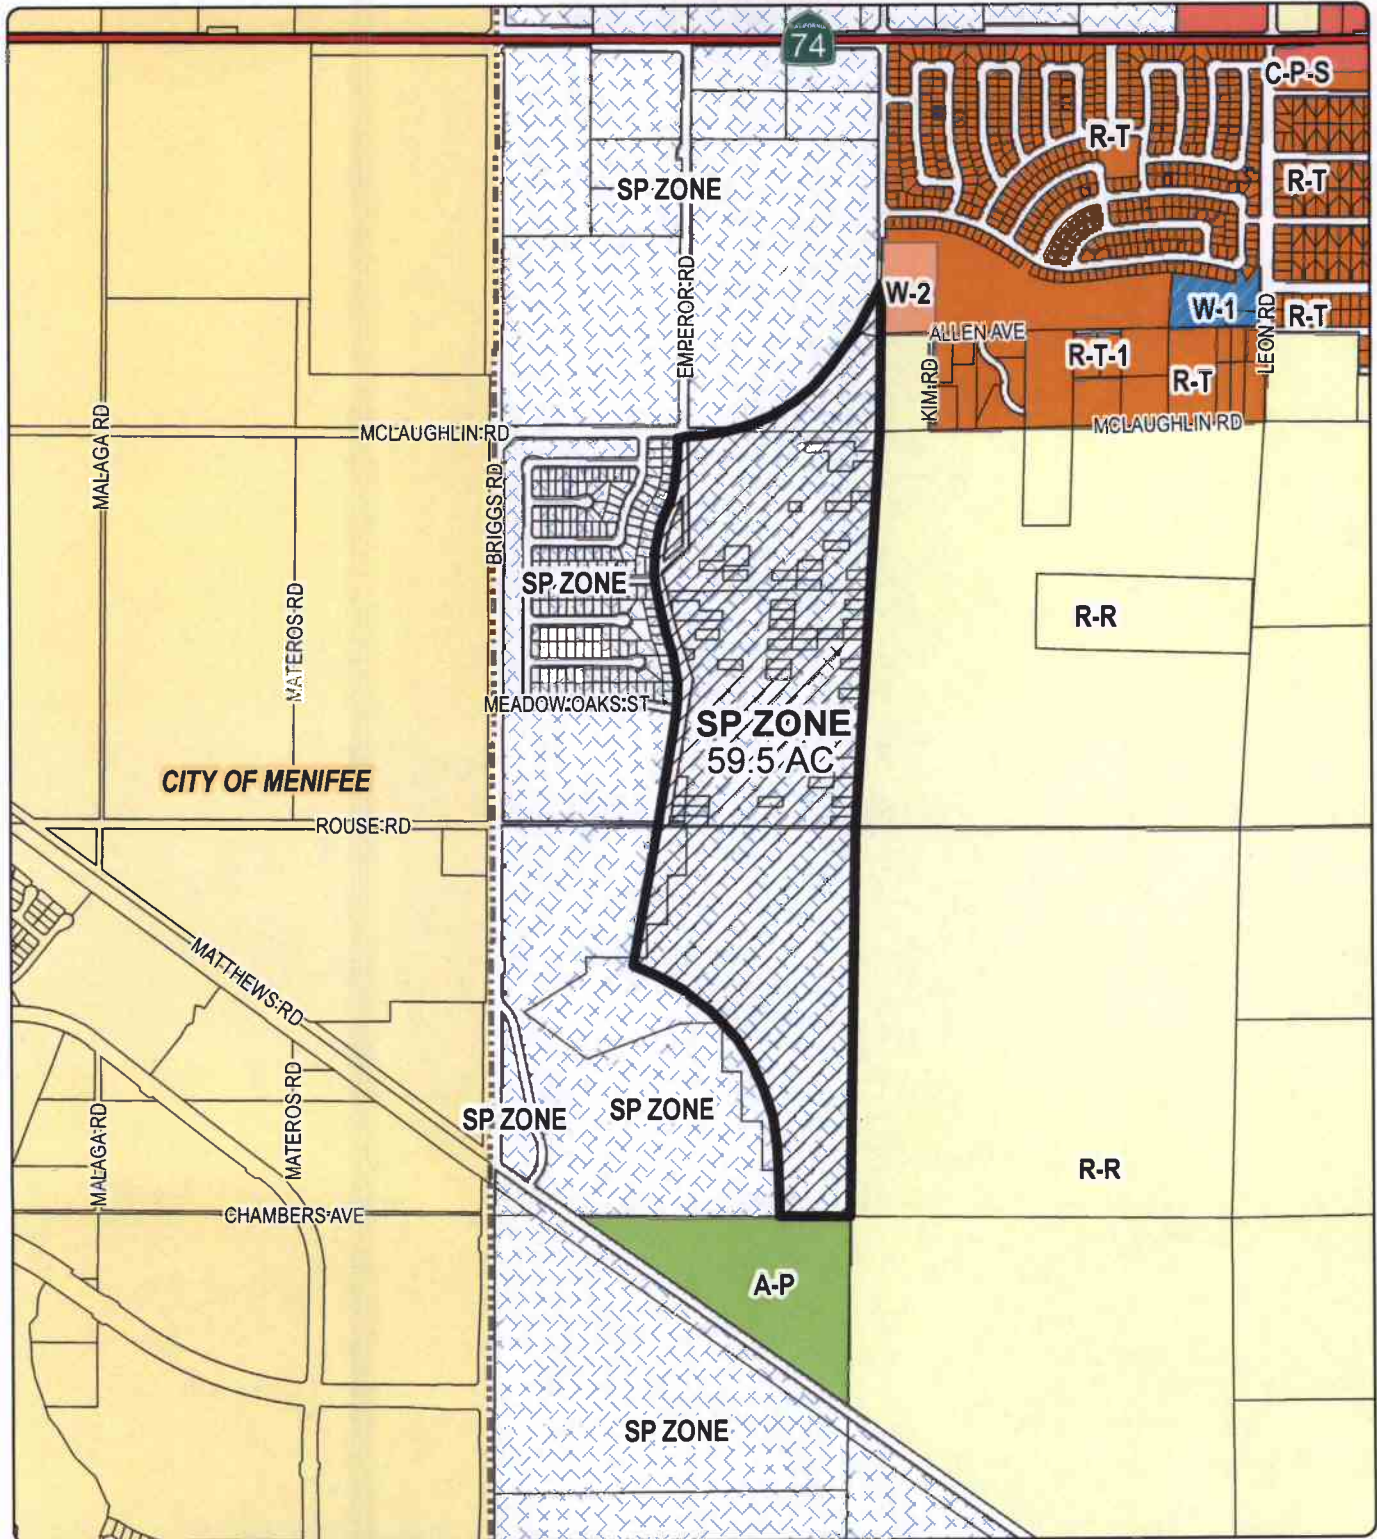 CALIFORNIA
74
C-P-S
R-T
R-T
SP ZONE
EMPEROR RD
W-2
W-1
R-T
LEON RD
ALLEN AVE
R-T-1
R-T
KIM RD
MCLAUGHLIN RD
MCLAUGHLIN RD
MALAGA RD
BRIGGS RD
SP ZONE
MATEROS RD
R-R
MEADOW OAKS ST
SP ZONE
59.5 AC
CITY OF MENIFEE
ROUSE RD
MATTHEWS RD
MATEROS RD
MALAGA RD
SP ZONE
SP ZONE
R-R
CHAMBERS AVE
A-P
SP ZONE